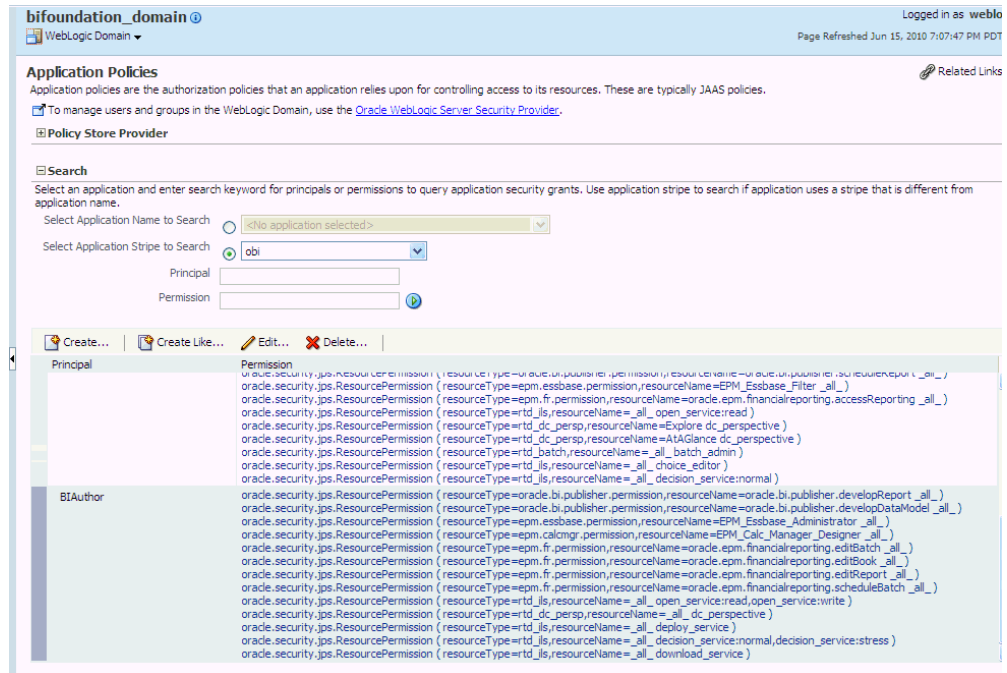 bifoundation_domain
Logged in as weblo
WebLogic Domain
Page Refreshed Jun 15, 2010 7:07:47 PM PDT
Application Policies
Related Links
Application policies are the authorization policies that an application relies upon for controlling access to its resources. These are typically JAAS policies.
To manage users and groups in the WebLogic Domain, use the Oracle WebLogic Server Security Provider.
Policy Store Provider
Search
Select an application and enter search keyword for principals or permissions to query application security grants. Use application stripe to search if application uses a stripe that is different from
application name.
Select Application Name to Search <No application selected>
Select Application Stripe to Search obi
Principal
Permission
Create... Create Like... Edit... Delete...
Principal Permission
oracle.security.jps.ResourcePermission ( resourceType=oracle.bi.publisher.permission,resourceName=oracle.bi.publisher.scheduleReport _all_ )
oracle.security.jps.ResourcePermission ( resourceType=epm.essbase.permission,resourceName=EPM_Essbase_Filter _all_ )
oracle.security.jps.ResourcePermission ( resourceType=epm.fr.permission,resourceName=oracle.epm.financialreporting.accessReporting _all_ )
oracle.security.jps.ResourcePermission ( resourceType=rtd_ils,resourceName=_all_ open_service:read )
oracle.security.jps.ResourcePermission ( resourceType=rtd_dc_persp,resourceName=Explore dc_perspective )
oracle.security.jps.ResourcePermission ( resourceType=rtd_dc_persp,resourceName=AtAGlance dc_perspective )
oracle.security.jps.ResourcePermission ( resourceType=rtd_batch,resourceName=_all_ batch_admin )
oracle.security.jps.ResourcePermission ( resourceType=rtd_ils,resourceName=_all_ choice_editor )
oracle.security.jps.ResourcePermission ( resourceType=rtd_ils,resourceName=_all_ decision_service:normal )
BIAuthor oracle.security.jps.ResourcePermission ( resourceType=oracle.bi.publisher.permission,resourceName=oracle.bi.publisher.developReport _all_ )
oracle.security.jps.ResourcePermission ( resourceType=oracle.bi.publisher.permission,resourceName=oracle.bi.publisher.developDataModel _all_ )
oracle.security.jps.ResourcePermission ( resourceType=epm.essbase.permission,resourceName=EPM_Essbase_Administrator _all_ )
oracle.security.jps.ResourcePermission ( resourceType=epm.calcmgr.permission,resourceName=EPM_Calc_Manager_Designer _all_ )
oracle.security.jps.ResourcePermission ( resourceType=epm.fr.permission,resourceName=oracle.epm.financialreporting.editBatch _all_ )
oracle.security.jps.ResourcePermission ( resourceType=epm.fr.permission,resourceName=oracle.epm.financialreporting.editBook _all_ )
oracle.security.jps.ResourcePermission ( resourceType=epm.fr.permission,resourceName=oracle.epm.financialreporting.editReport _all_ )
oracle.security.jps.ResourcePermission ( resourceType=epm.fr.permission,resourceName=oracle.epm.financialreporting.scheduleBatch _all_ )
oracle.security.jps.ResourcePermission ( resourceType=rtd_ils,resourceName=_all_ open_service:read,open_service:write )
oracle.security.jps.ResourcePermission ( resourceType=rtd_dc_persp,resourceName=_all_ dc_perspective )
oracle.security.jps.ResourcePermission ( resourceType=rtd_ils,resourceName=_all_ deploy_service )
oracle.security.jps.ResourcePermission ( resourceType=rtd_ils,resourceName=_all_ decision_service:normal,decision_service:stress )
oracle.security.jps.ResourcePermission ( resourceType=rtd_ils,resourceName=_all_ download_service )